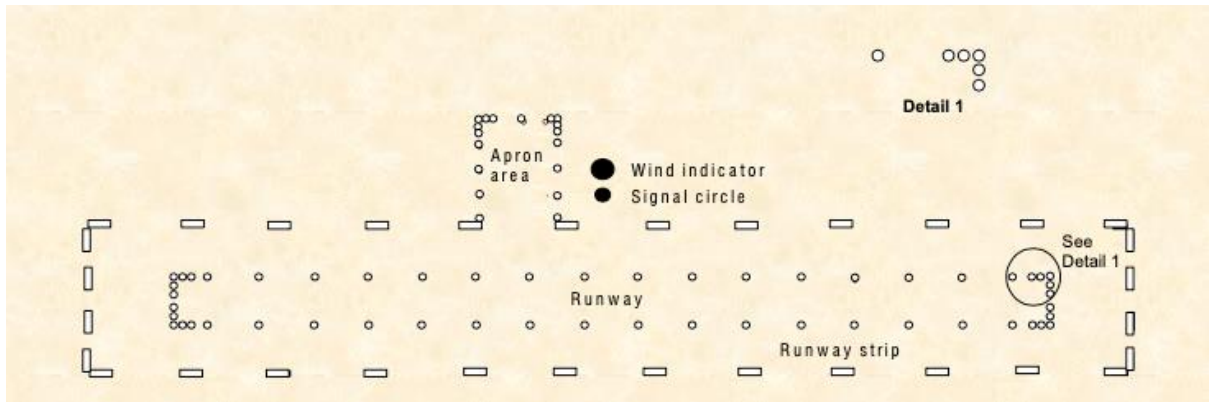 Detail 1
Apron
area
Wind indicator
Signal circle
See
Detail 1
Runway
Runway strip